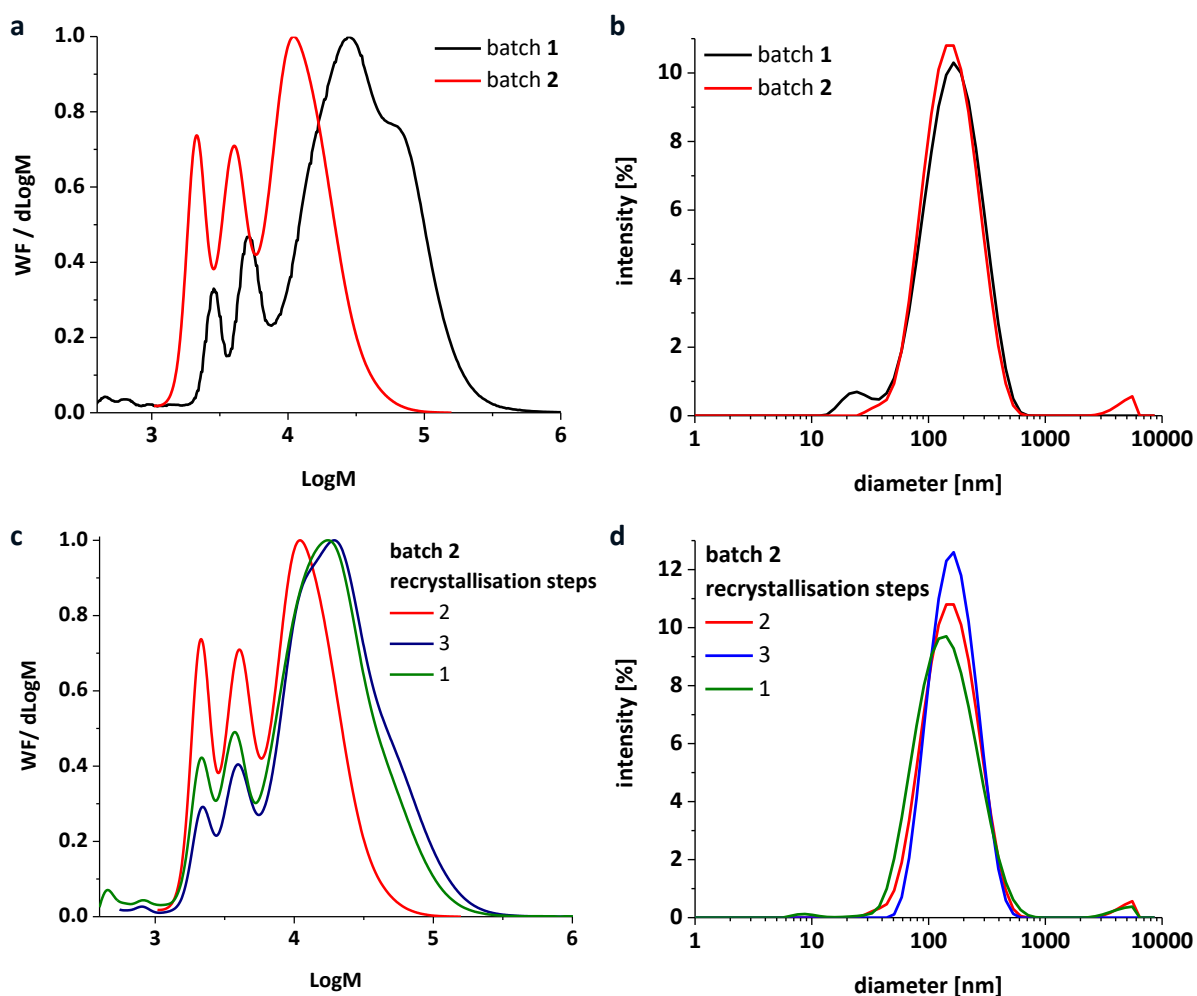 a
batch 1
batch 2
WF / dLogM
1.0
0.8
0.6
0.4
0.2
0.0
3
4
5
6
LogM
b
batch 1
batch 2
intensity [%]
10
8
6
4
2
0
1
10
100
1000
10000
diameter [nm]
c
batch 2
recrystallisation steps
2
3
1
WF/ dLogM
1.0
0.8
0.6
0.4
0.2
0.0
3
4
5
6
LogM
d
batch 2
recrystallisation steps
2
3
1
intensity [%]
12
10
8
6
4
2
0
1
10
100
1000
10000
diameter [nm]